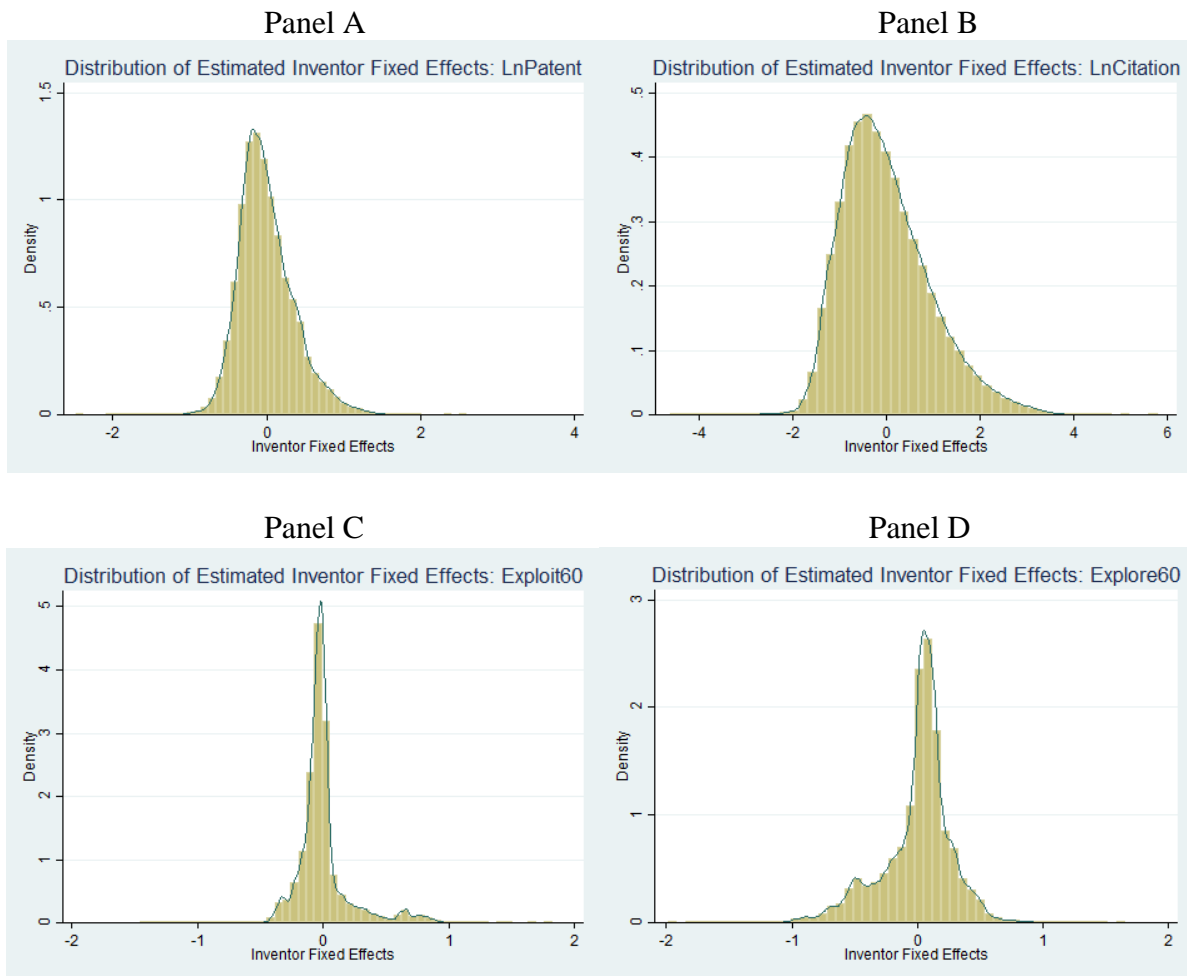 Panel A
Panel B
Distribution of Estimated Inventor Fixed Effects: LnPatent
1.5
1
.5
0
Density
-2 0 2 4
Inventor Fixed Effects
Distribution of Estimated Inventor Fixed Effects: LnCitation
.5
.4
.3
.2
.1
0
Density
-4 -2 0 2 4 6
Inventor Fixed Effects
Panel C
Panel D
Distribution of Estimated Inventor Fixed Effects: Exploit60
5
4
3
2
1
0
Density
-2 -1 0 1 2
Inventor Fixed Effects
Distribution of Estimated Inventor Fixed Effects: Explore60
3
2
1
0
Density
-2 -1 0 1 2
Inventor Fixed Effects